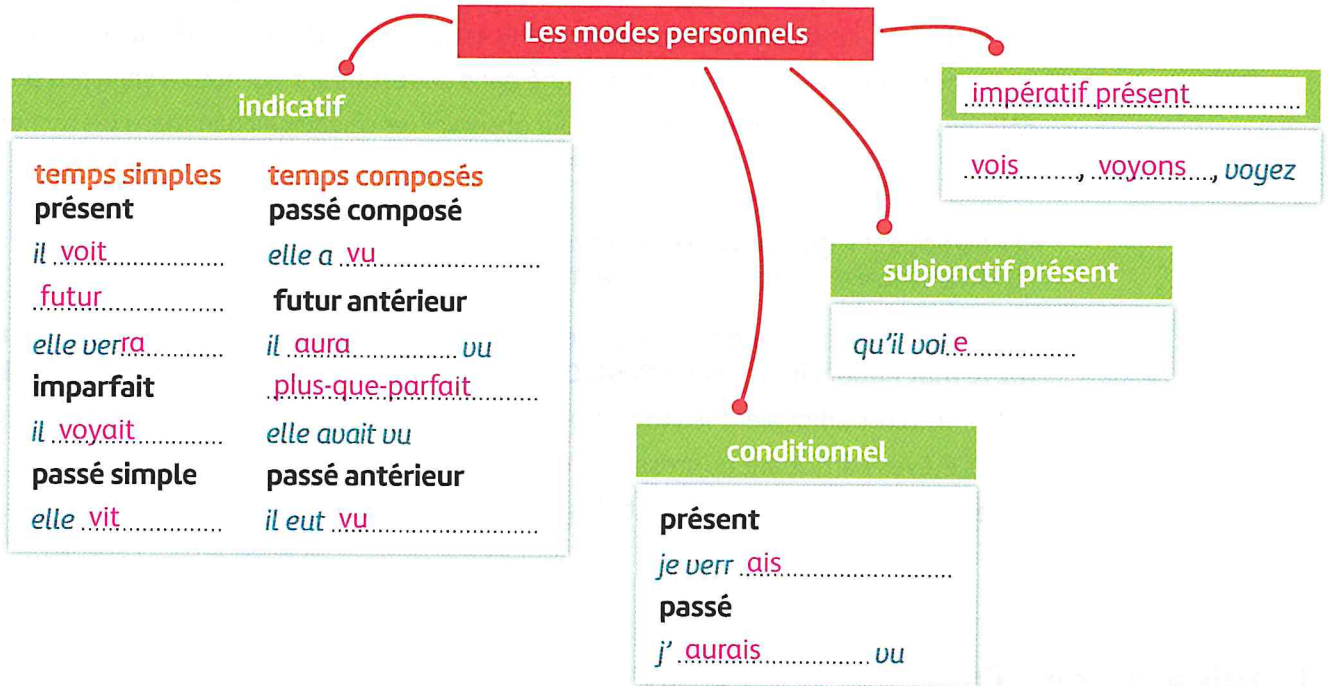 Les modes personnels
indicatif
temps simples
présent
il voit
futur
elle verra
imparfait
il voyait
passé simple
elle vit
temps composés
passé composé
elle a vu
futur antérieur
il aura vu
plus-que-parfait
elle avait vu
passé antérieur
il eut vu
conditionnel
présent
je verr ais
passé
j' aurais vu
subjonctif présent
qu'il voie
impératif présent
vois, voyons, voyez